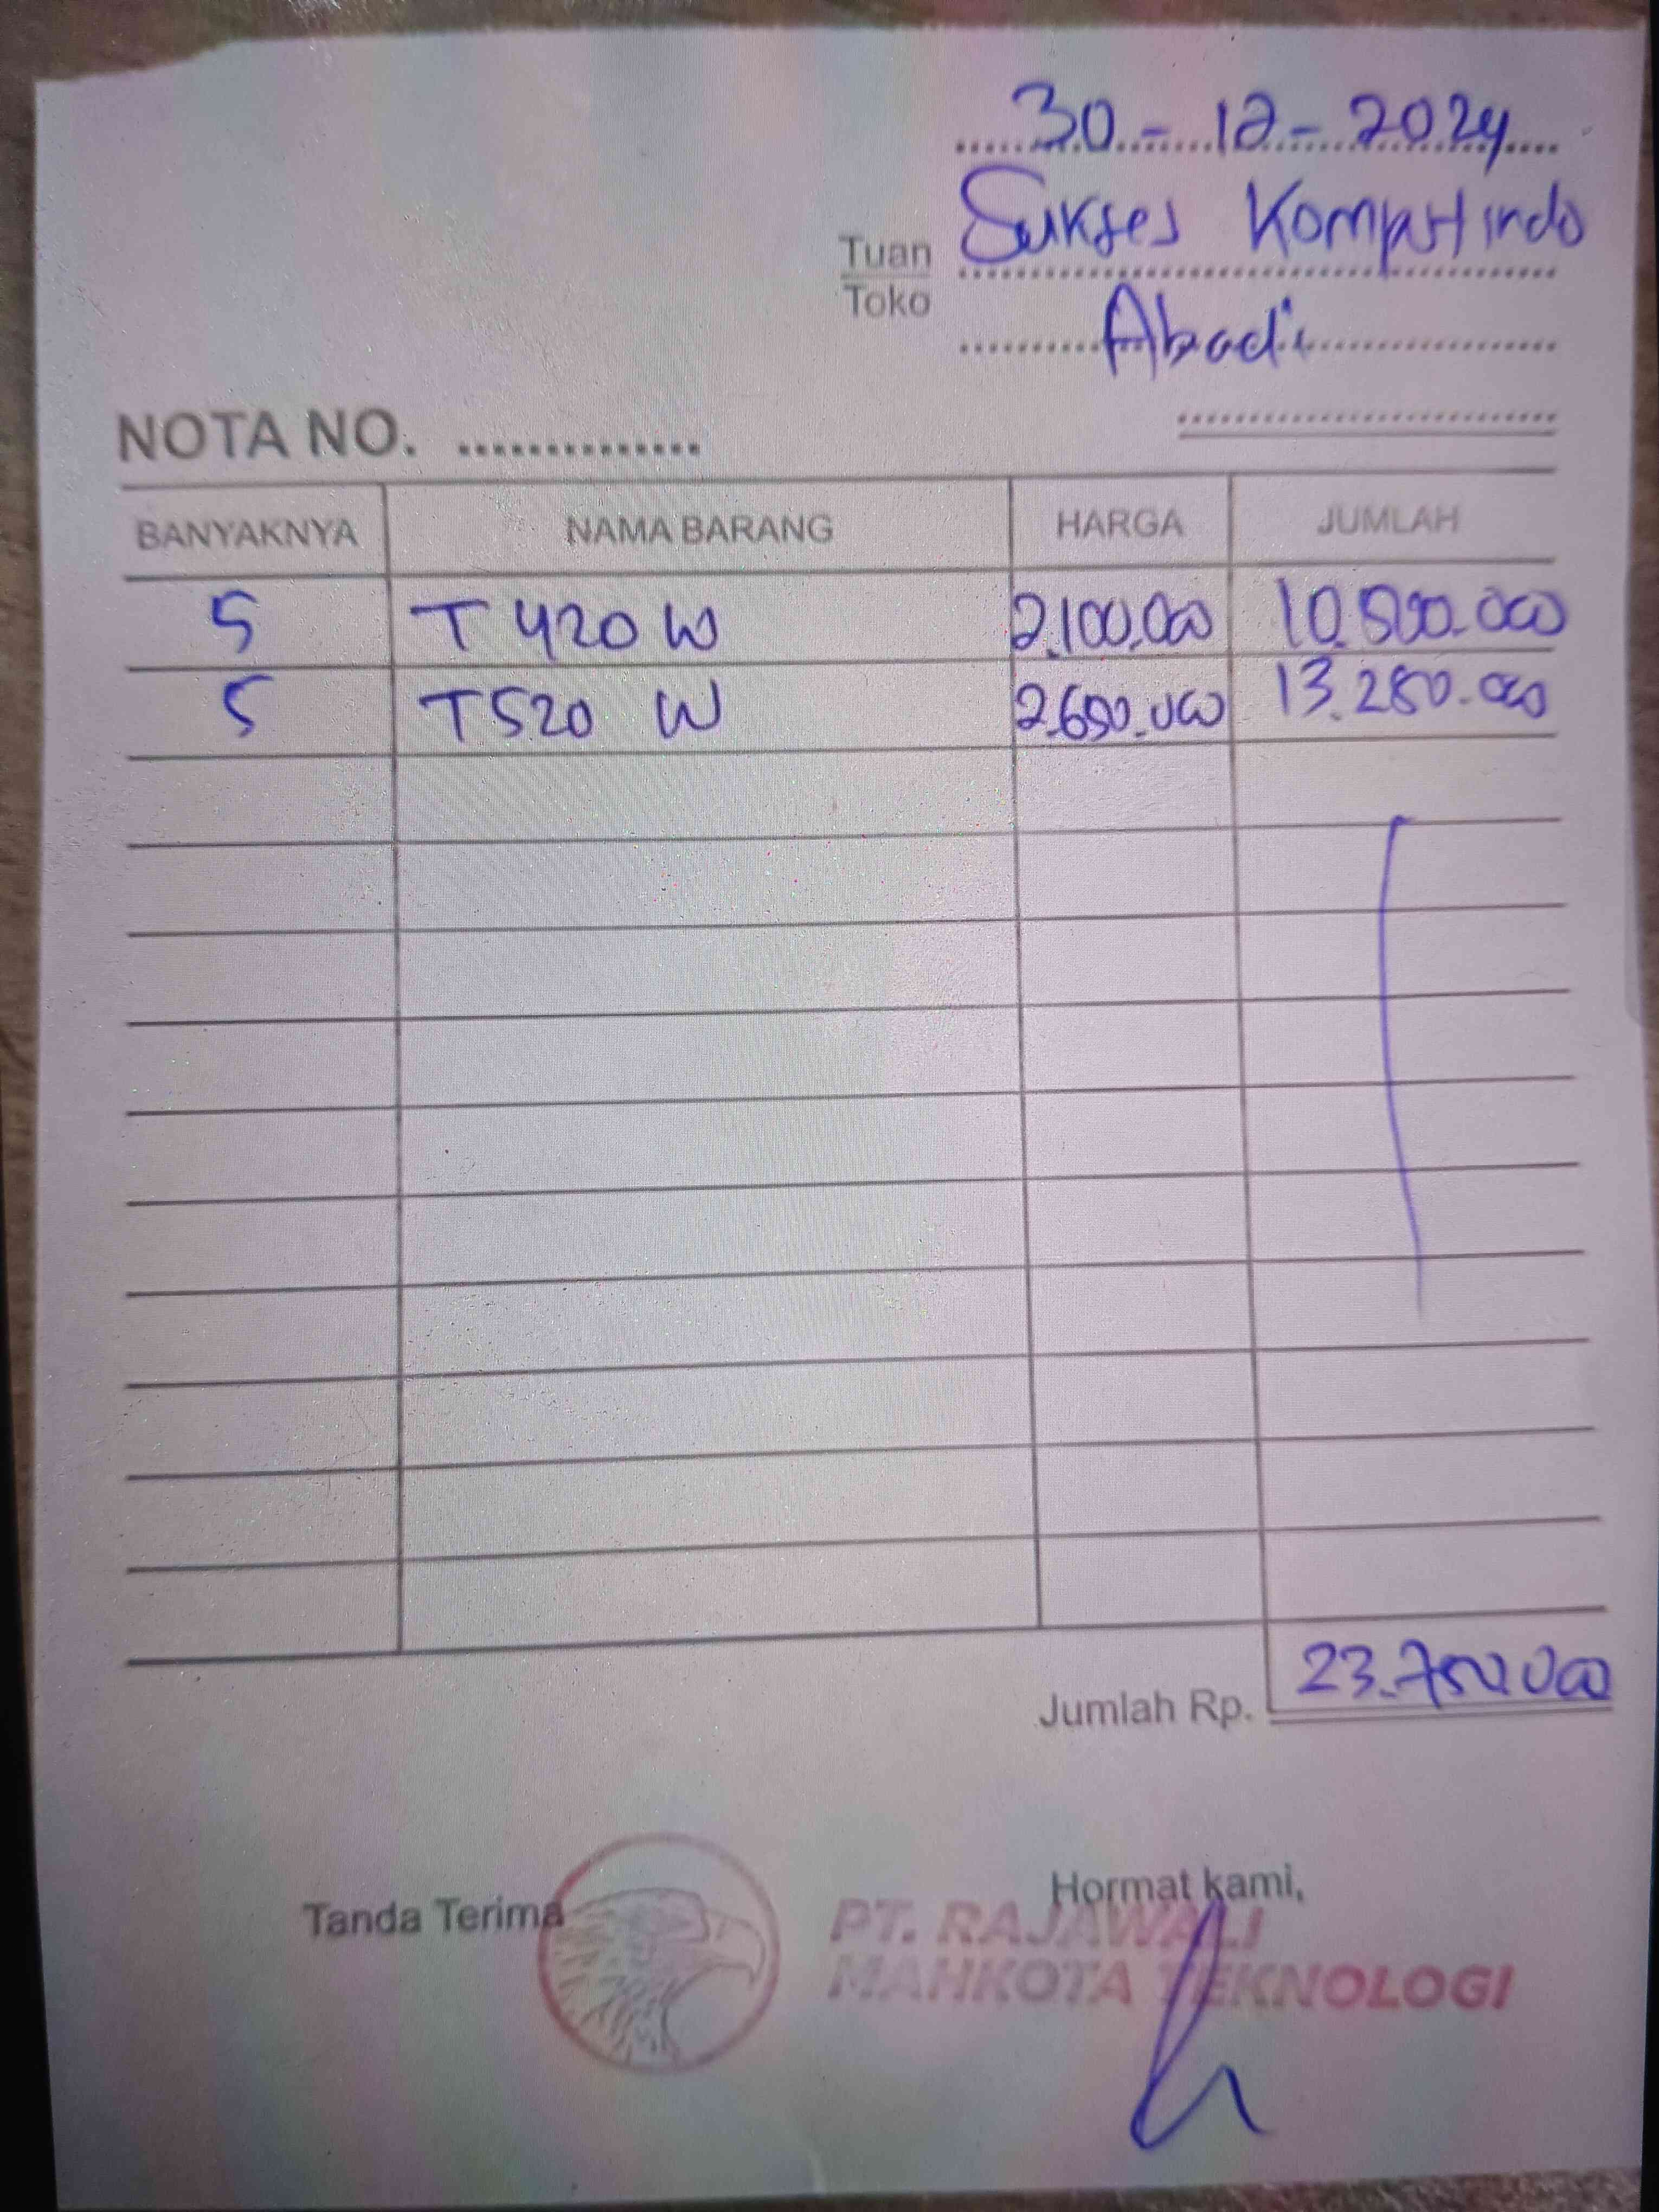 30-12-2024
Tuan
Toko
Sukses Komputindo
Abadi
NOTA NO. ..............
BANYAKNYA NAMA BARANG HARGA JUMLAH
5 T 420 W 2.100.000 10.500.000
5 T520 W 2.650.000 13.250.000
Jumlah Rp. 23.750.000
Tanda Terima Hormat kami,
PT. RAJAWALI
MAHKOTA TEKNOLOGI